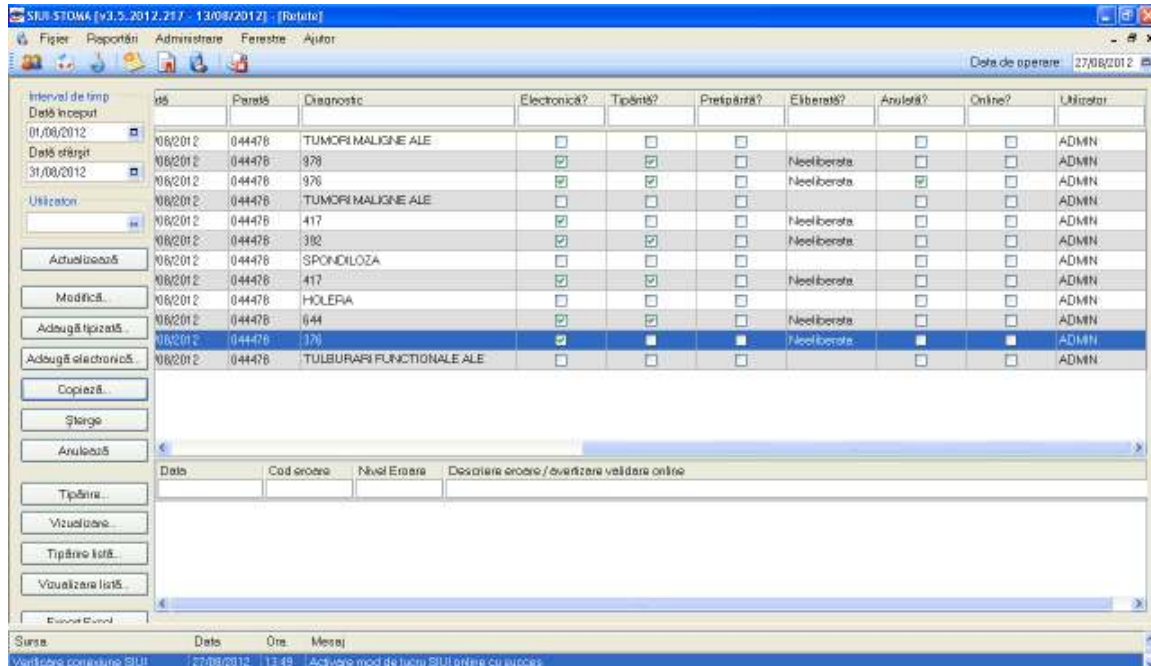 SIUI-STOMA [v3.5.2012.217 - 13/08/2012] - [Rețete]
Fișier Raportări Administrare Ferestre Ajutor
Data de operare 27/08/2012
Interval de timp
Dată început
01/08/2012
Dată sfârșit
31/08/2012
Utilizatori
Actualizează
Modifică...
Adaugă tipizată...
Adaugă electronică...
Copiază...
Șterge
Anulează
Tipărire...
Vizualizare...
Tipărire listă...
Vizualizare listă...
Export Excel
Parafă Diagnostic Electronică? Tipărită? Pretipărită? Eliberată? Anulată? Online? Utilizator
/08/2012 044478 TUMORI MALIGNE ALE ADMIN
/08/2012 044478 978 Neeliberata ADMIN
/08/2012 044478 976 Neeliberata ADMIN
/08/2012 044478 TUMORI MALIGNE ALE ADMIN
/08/2012 044478 417 Neeliberata ADMIN
/08/2012 044478 382 Neeliberata ADMIN
/08/2012 044478 SPONDILOZA ADMIN
/08/2012 044478 417 Neeliberata ADMIN
/08/2012 044478 HOLERA ADMIN
/08/2012 044478 644 Neeliberata ADMIN
/08/2012 044478 376 Neeliberata ADMIN
/08/2012 044478 TULBURARI FUNCTIONALE ALE ADMIN
Data Cod eroare Nivel Eroare Descriere eroare / avertizare validare online
Sursa Data Ora Mesaj
Verificare conexiune SIUI 27/08/2012 13:49 Activare mod de lucru SIUI online cu succes